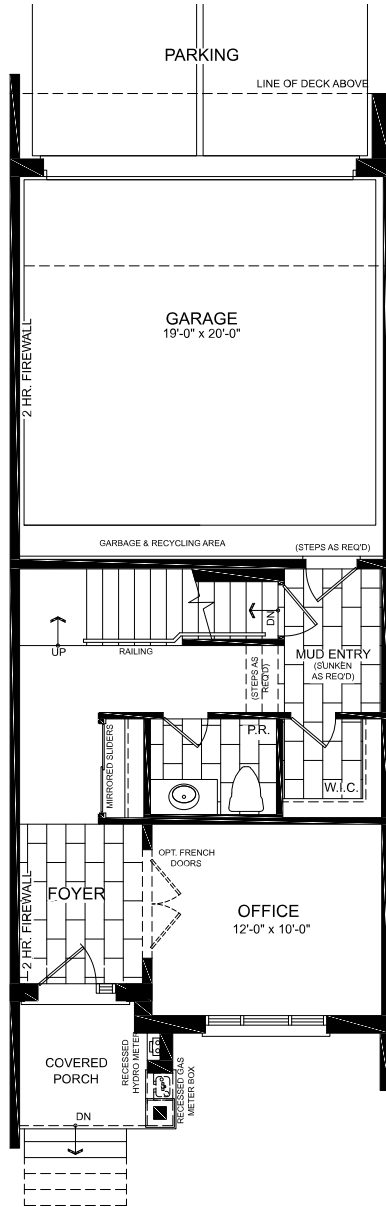 PARKING
LINE OF DECK ABOVE
GARAGE
19'-0" x 20'-0"
2 HR. FIREWALL
GARBAGE & RECYCLING AREA
(STEPS AS REQ'D)
DN
UP
RAILING
MUD ENTRY
(SUNKEN
AS REQ'D)
(STEPS AS
REQ'D)
P.R.
MIRRORED SLIDERS
W.I.C.
OPT. FRENCH
DOORS
FOYER
2 HR. FIREWALL
OFFICE
12'-0" x 10'-0"
COVERED
PORCH
RECESSED
HYDRO METER
RECESSED GAS
METER BOX
DN